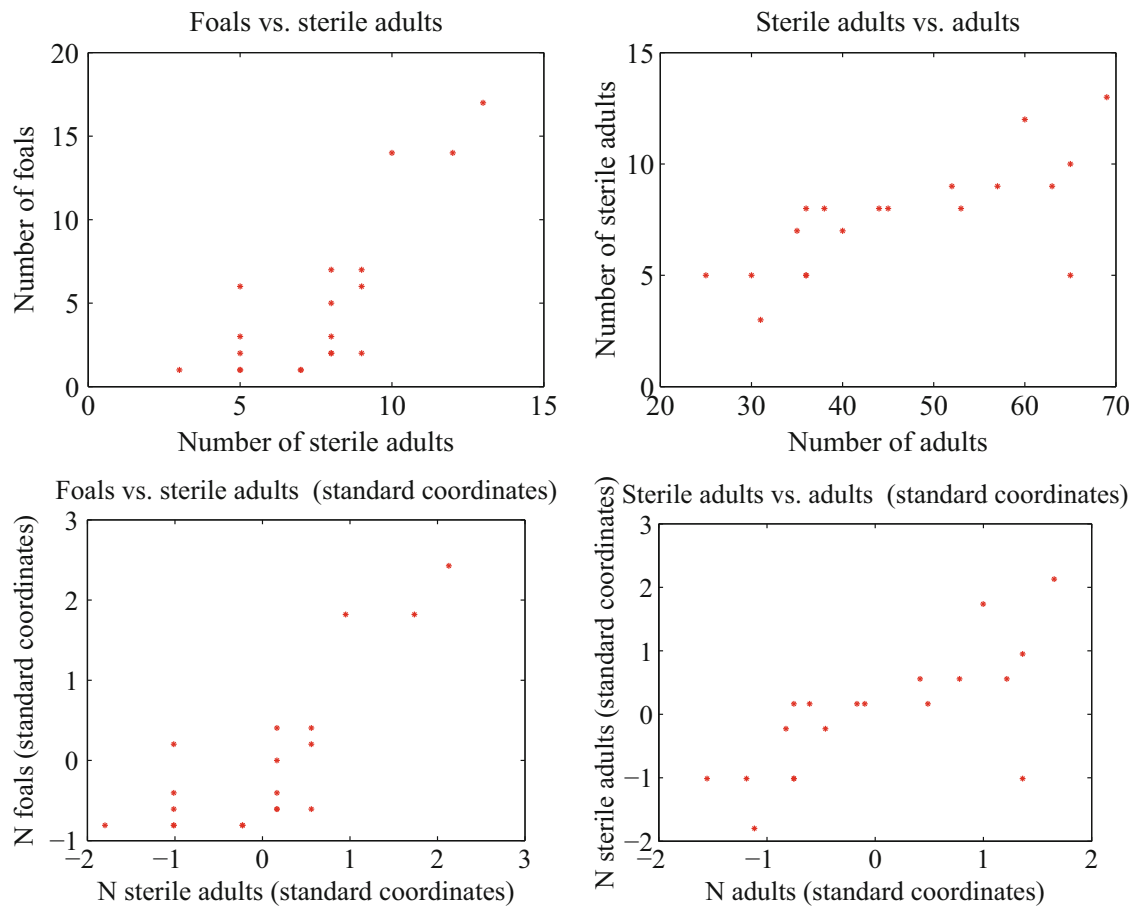 Foals vs. sterile adults
20
15
10
5
0
0 5 10 15
Number of foals
Number of sterile adults
Sterile adults vs. adults
15
10
5
0
20 30 40 50 60 70
Number of sterile adults
Number of adults
Foals vs. sterile adults (standard coordinates)
3
2
1
0
−1
−2 −1 0 1 2 3
N foals (standard coordinates)
N sterile adults (standard coordinates)
Sterile adults vs. adults (standard coordinates)
3
2
1
0
−1
−2
−2 −1 0 1 2
N sterile adults (standard coordinates)
N adults (standard coordinates)